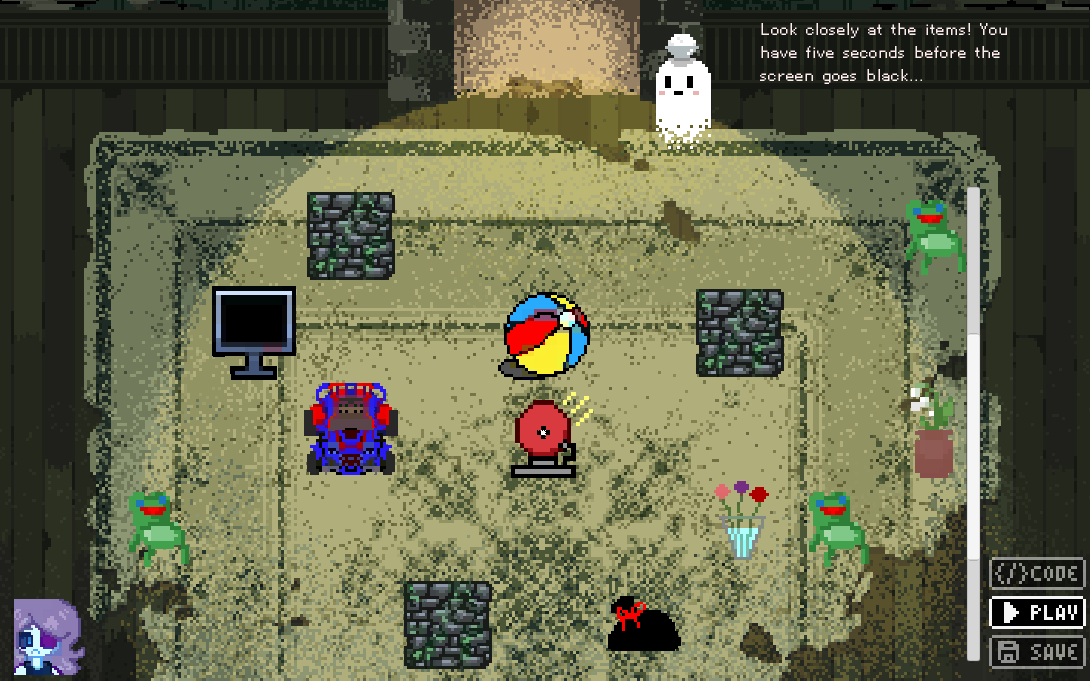 Look closely at the items! You
have five seconds before the
screen goes black...
</>CODE
PLAY
SAVE